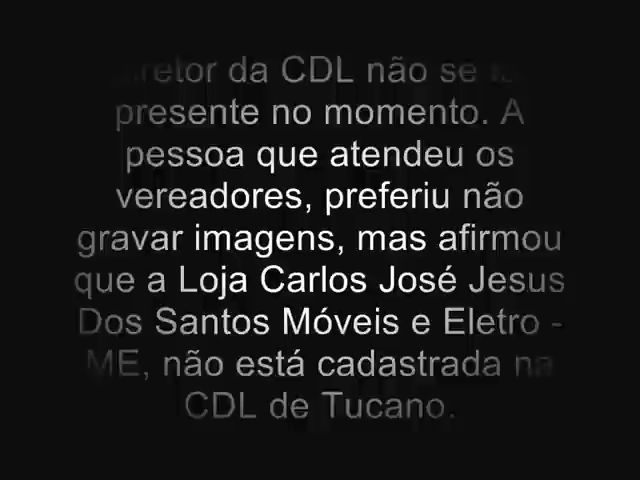 da CDL não se
presente no momento. A
pessoa que atendeu os
vereadores, preferiu não
gravar imagens, mas afirmou
que a Loja Carlos José Jesus
Dos Santos Móveis e Eletro -
ME, não está cadastrada na
CDL de Tucano.